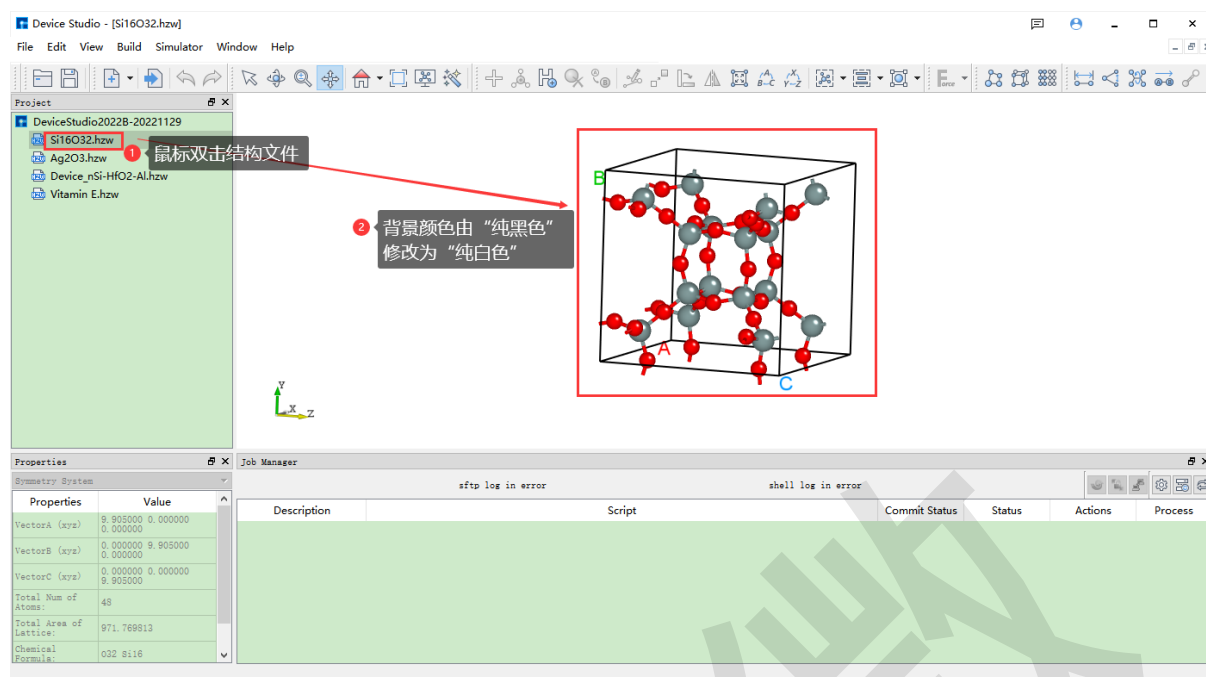 Device Studio - [Si16O32.hzw]
File Edit View Build Simulator Window Help
Project
DeviceStudio2022B-20221129
Si16O32.hzw
Ag2O3.hzw
Device_nSi-HfO2-Al.hzw
Vitamin E.hzw
1 鼠标双击结构文件
2 背景颜色由“纯黑色”
修改为“纯白色”
B
A
C
Y
X
Z
Properties
Symmetry System
Properties Value
VectorA (xyz) 9.905000 0.000000
0.000000
VectorB (xyz) 0.000000 9.905000
0.000000
VectorC (xyz) 0.000000 0.000000
9.905000
Total Num of
Atoms: 48
Total Area of
Lattice: 971.769813
Chemical
Formula: O32 Si16
Job Manager
sftp log in error shell log in error
Description Script Commit Status Status Actions Process